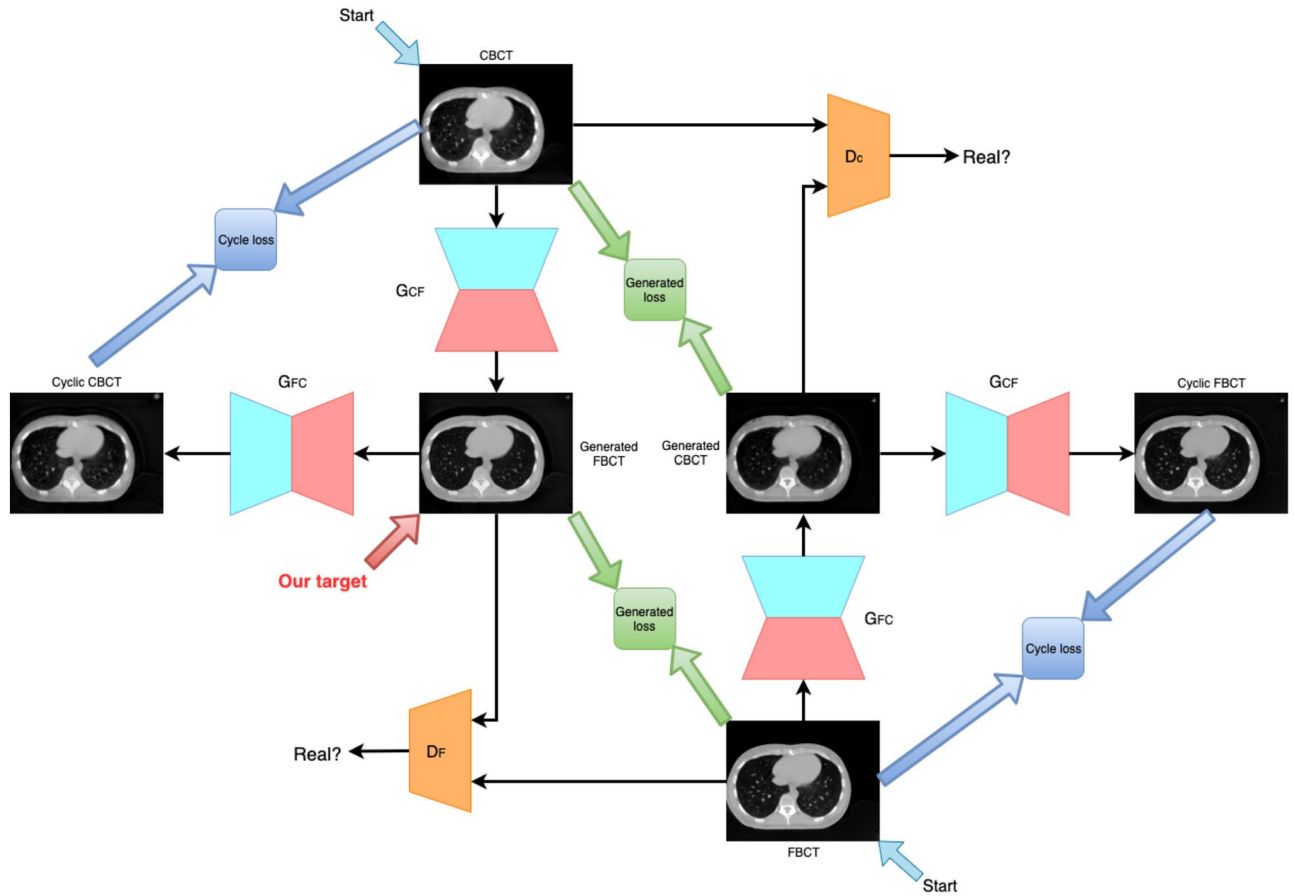 Start
CBCT
Dc
Real?
Cycle loss
GCF
Generated
loss
Cyclic CBCT
GFC
Generated
FBCT
Generated
CBCT
GCF
Cyclic FBCT
Our target
Generated
loss
GFC
Cycle loss
Real?
DF
FBCT
Start